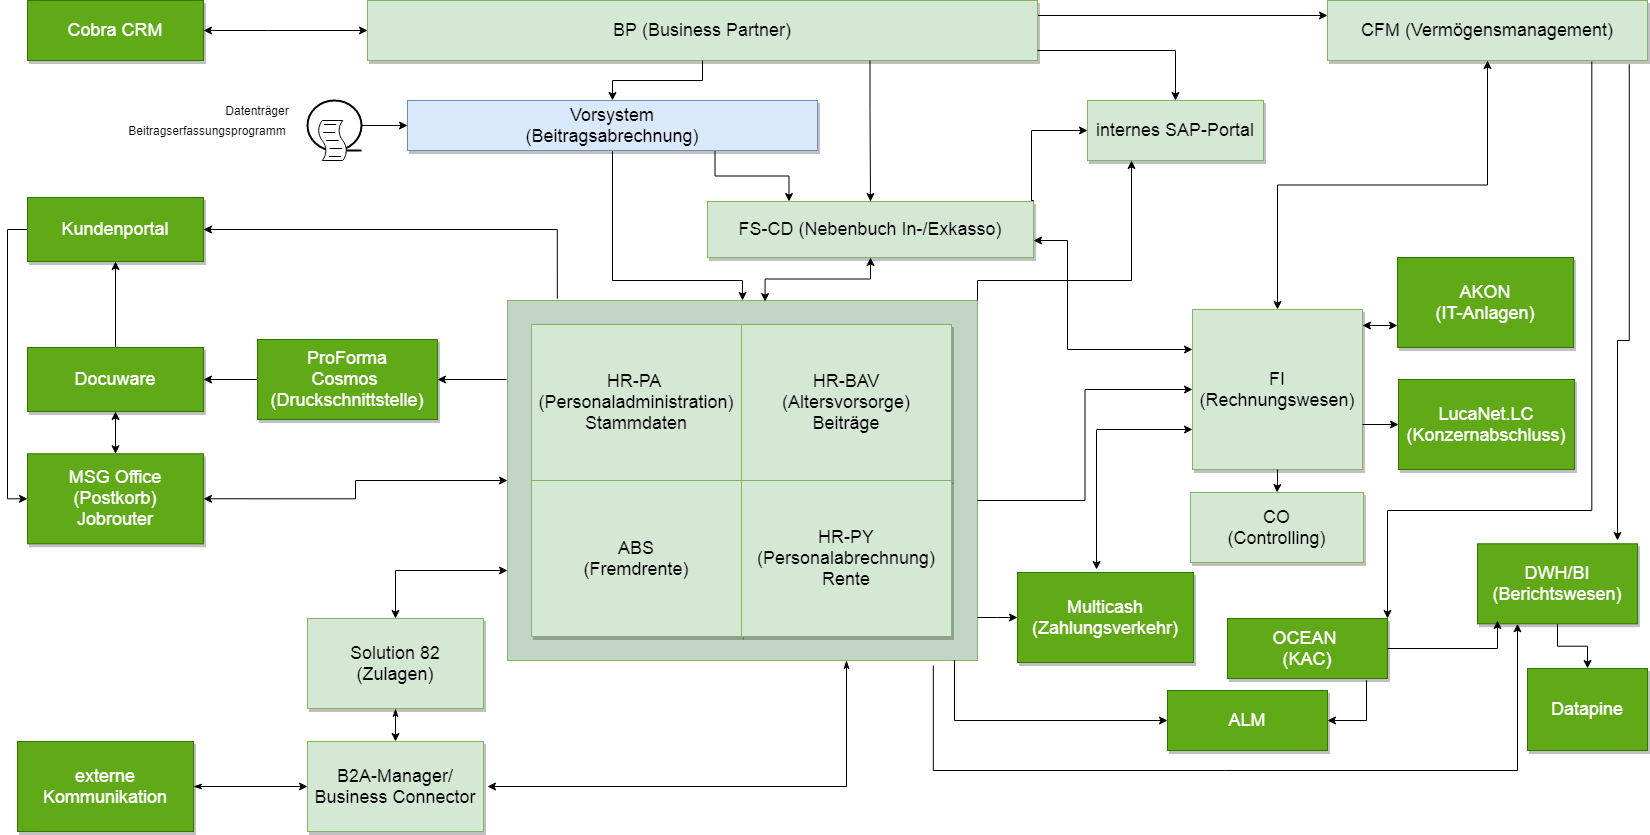 Cobra CRM
BP (Business Partner)
CFM (Vermögensmanagement)
Datenträger
Beitragserfassungsprogramm
Vorsystem
(Beitragsabrechnung)
internes SAP-Portal
Kundenportal
FS-CD (Nebenbuch In-/Exkasso)
AKON
(IT-Anlagen)
Docuware
ProForma
Cosmos
(Druckschnittstelle)
HR-PA
(Personaladministration)
Stammdaten
HR-BAV
(Altersvorsorge)
Beiträge
FI
(Rechnungswesen)
LucaNet.LC
(Konzernabschluss)
MSG Office
(Postkorb)
Jobrouter
ABS
(Fremdrente)
HR-PY
(Personalabrechnung)
Rente
CO
(Controlling)
DWH/BI
(Berichtswesen)
Multicash
(Zahlungsverkehr)
OCEAN
(KAC)
Solution 82
(Zulagen)
ALM
Datapine
externe
Kommunikation
B2A-Manager/
Business Connector